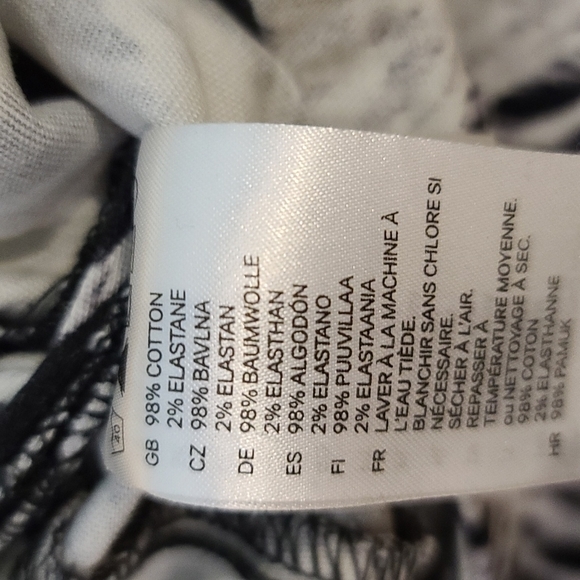 GB 98% COTTON
2% ELASTANE
CZ 98% BAVLNA
2% ELASTAN
DE 98% BAUMWOLLE
2% ELASTHAN
ES 98% ALGODÓN
2% ELASTANO
FI 98% PUUVILLAA
2% ELASTAANIA
FR LAVER À LA MACHINE À
L'EAU TIÈDE.
BLANCHIR SANS CHLORE SI
NÉCESSAIRE.
SÉCHER À L'AIR.
REPASSER À
TEMPÉRATURE MOYENNE.
ou NETTOYAGE À SEC.
98% COTON
2% ELASTHANNE
HR 98% PAMUK